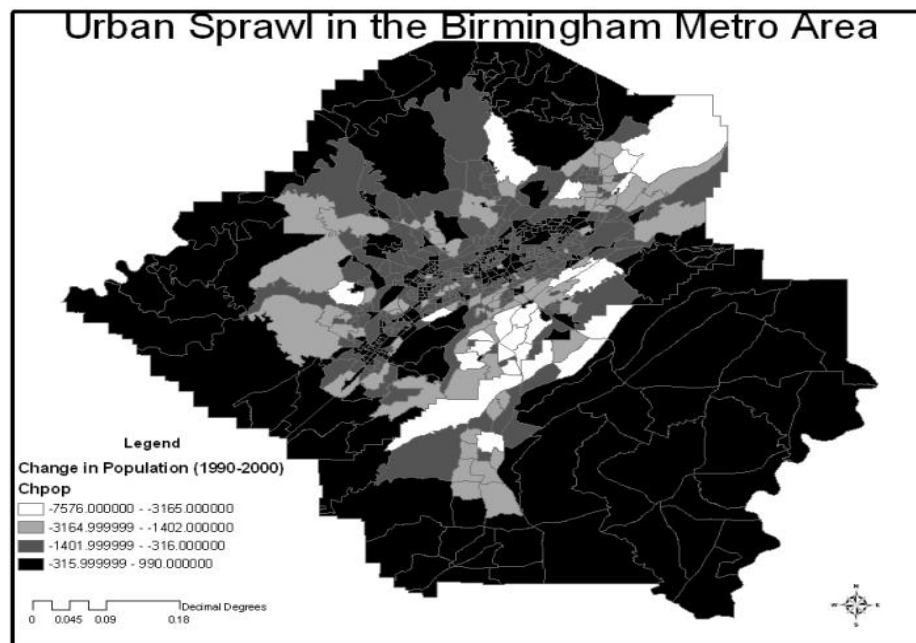 Urban Sprawl in the Birmingham Metro Area
Legend
Change in Population (1990-2000)
Chpop
-7576.000000 - -3165.000000
-3164.999999 - -1402.000000
-1401.999999 - -316.000000
-315.999999 - 990.000000
Decimal Degrees
0 0.045 0.09 0.18
N
W E
S